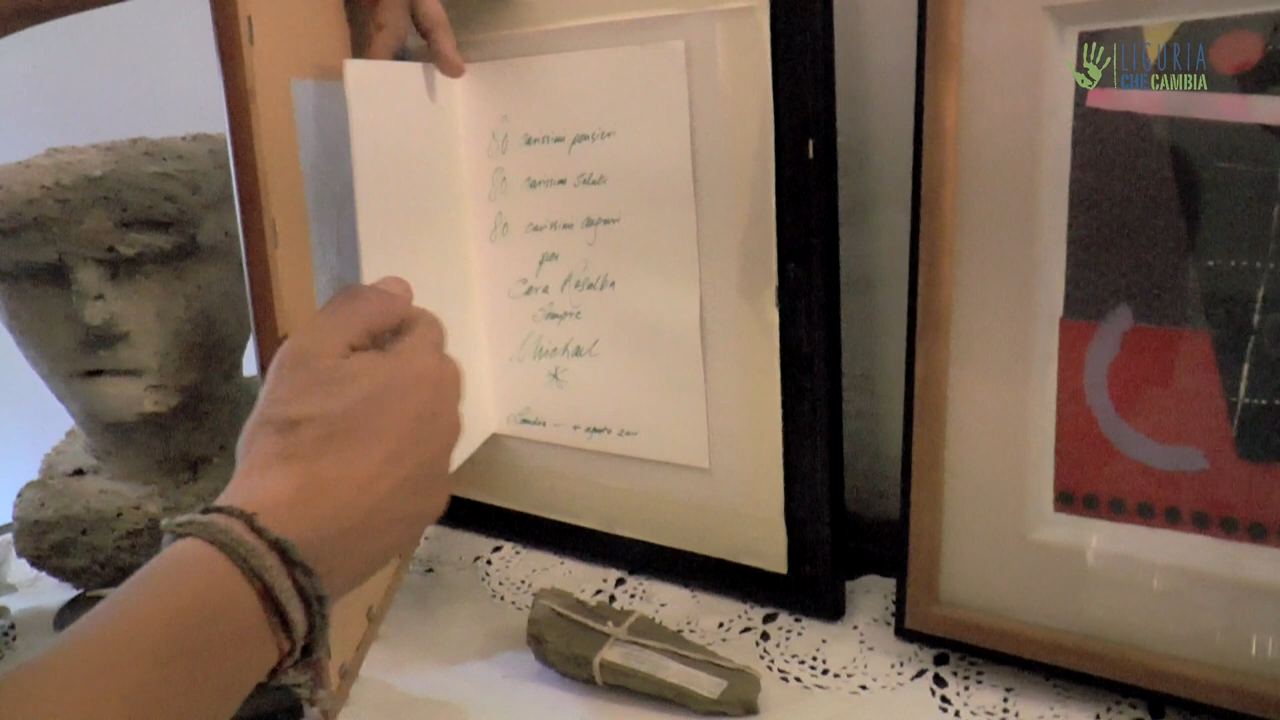 LIGURIA
CHE CAMBIA
80 carissimi pensieri
80 carissimi saluti
80 carissimi auguri
per
Cara Rosalba
Sempre
Michael
Londra — agosto